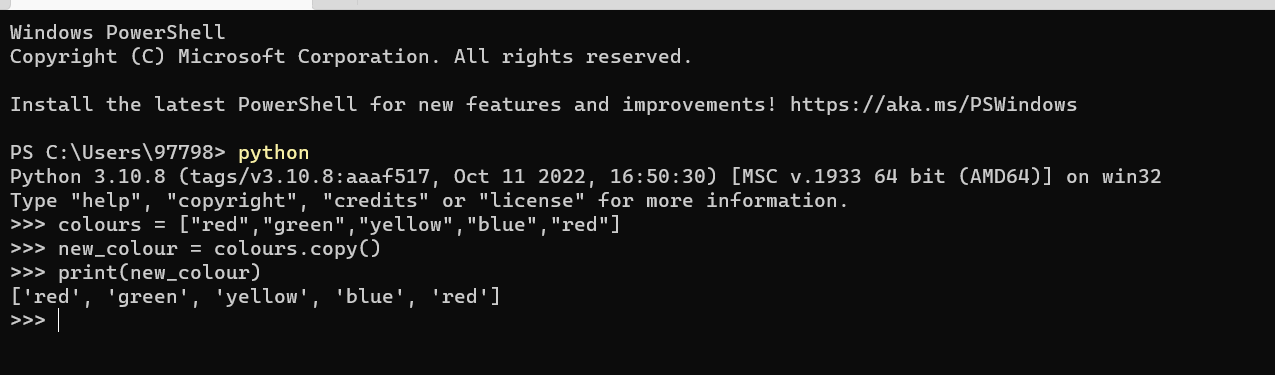 Windows PowerShell
Copyright (C) Microsoft Corporation. All rights reserved.
Install the latest PowerShell for new features and improvements! https://aka.ms/PSWindows
PS C:\Users\97798> python
Python 3.10.8 (tags/v3.10.8:aaaf517, Oct 11 2022, 16:50:30) [MSC v.1933 64 bit (AMD64)] on win32
Type "help", "copyright", "credits" or "license" for more information.
>>> colours = ["red","green","yellow","blue","red"]
>>> new_colour = colours.copy()
>>> print(new_colour)
['red', 'green', 'yellow', 'blue', 'red']
>>>